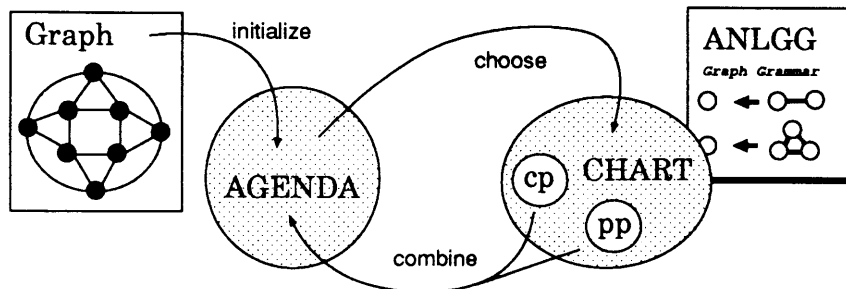 Graph
initialize
choose
ANLGG
Graph Grammar
AGENDA
cp
CHART
pp
combine